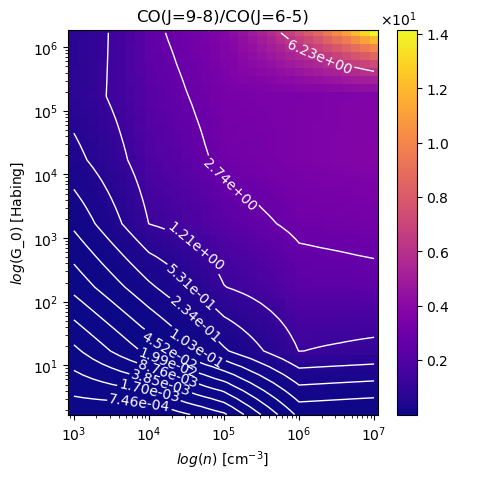 CO(J=9-8)/CO(J=6-5)
×10¹
10⁶
10⁵
10⁴
10³
10²
10¹
log(G_0) [Habing]
6.23e+00
2.74e+00
1.21e+00
5.31e-01
2.34e-01
1.03e-01
4.52e-02
1.99e-02
8.76e-03
3.85e-03
1.70e-03
7.46e-04
10³ 10⁴ 10⁵ 10⁶ 10⁷
log(n) [cm⁻³]
1.4
1.2
1.0
0.8
0.6
0.4
0.2